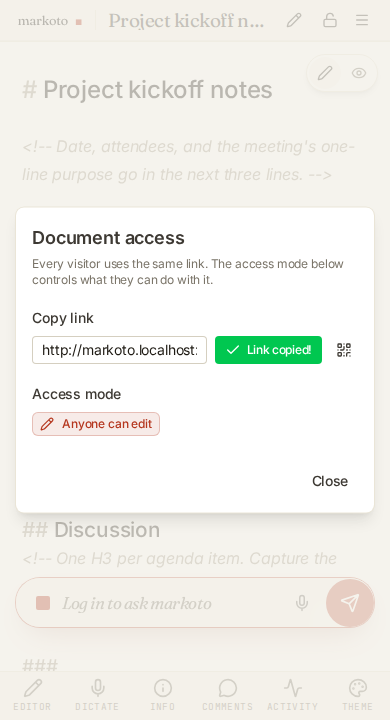 markoto
Project kickoff n...
# Project kickoff notes
<!-- Date, attendees, and the meeting's one-
line purpose go in the next three lines. -->
Document access
Every visitor uses the same link. The access mode below
controls what they can do with it.
Copy link
http://markoto.localhost:
Link copied!
Access mode
Anyone can edit
Close
## Discussion
<!-- One H3 per agenda item. Capture the
Log in to ask markoto
###
EDITOR
DICTATE
INFO
COMMENTS
ACTIVITY
THEME